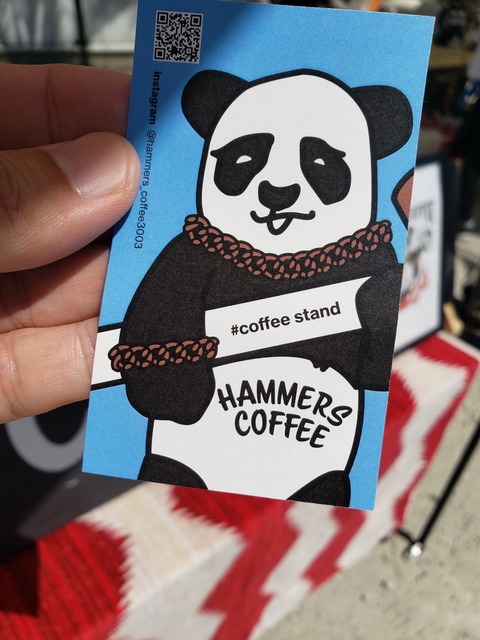 instagram @hammers_coffee3003
#coffee stand
HAMMERS
COFFEE